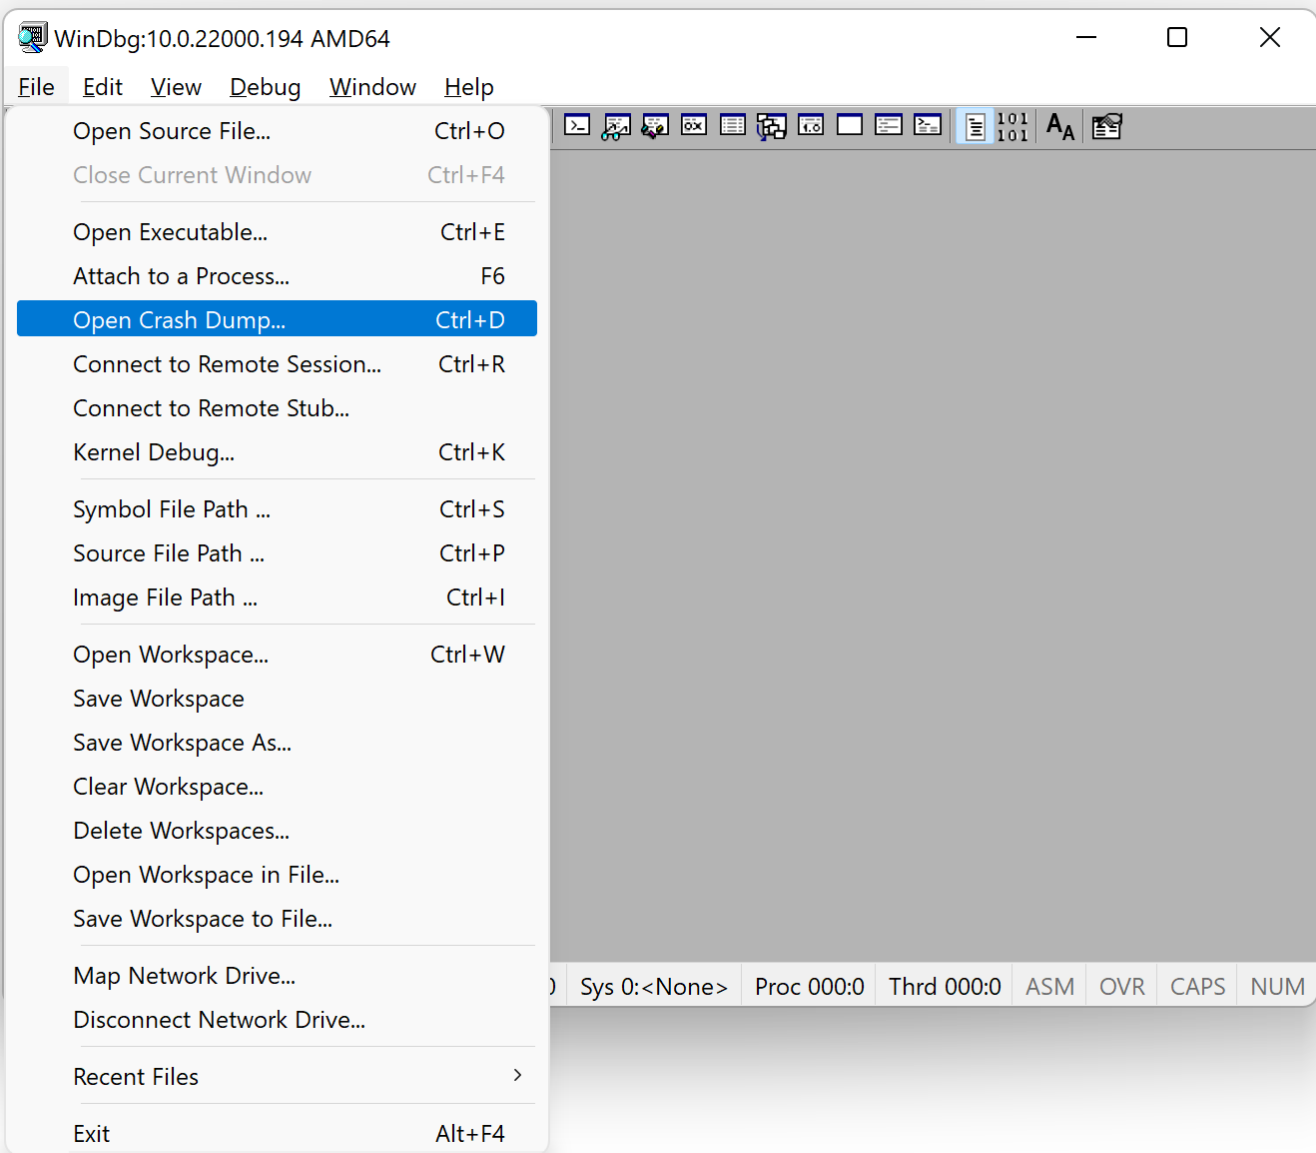 WinDbg:10.0.22000.194 AMD64
File Edit View Debug Window Help
Open Source File... Ctrl+O
Close Current Window Ctrl+F4
Open Executable... Ctrl+E
Attach to a Process... F6
Open Crash Dump... Ctrl+D
Connect to Remote Session... Ctrl+R
Connect to Remote Stub...
Kernel Debug... Ctrl+K
Symbol File Path ... Ctrl+S
Source File Path ... Ctrl+P
Image File Path ... Ctrl+I
Open Workspace... Ctrl+W
Save Workspace
Save Workspace As...
Clear Workspace...
Delete Workspaces...
Open Workspace in File...
Save Workspace to File...
Map Network Drive...
Disconnect Network Drive...
Recent Files
Exit Alt+F4
101
101
AA
Sys 0:<None> Proc 000:0 Thrd 000:0 ASM OVR CAPS NUM